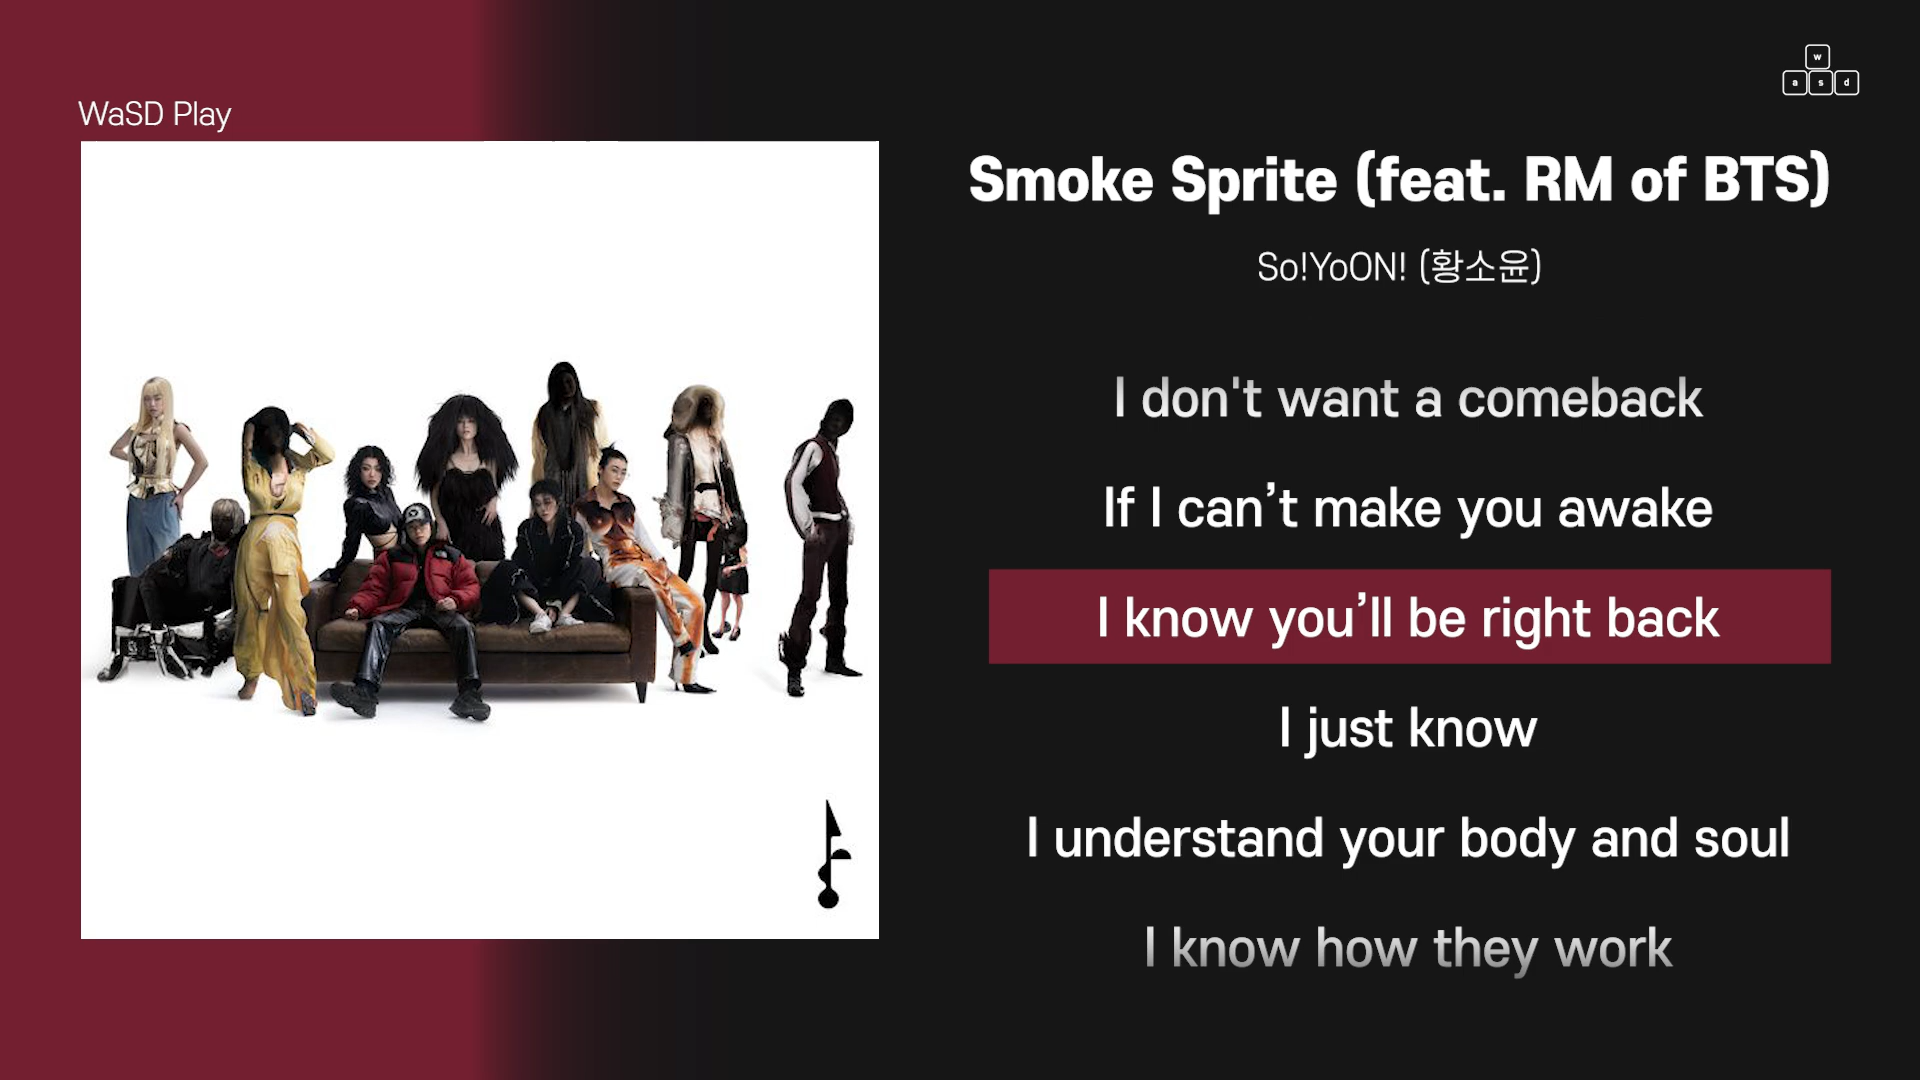 WaSD Play
w
a s d
Smoke Sprite (feat. RM of BTS)
So!YoON! (황소윤)
I don't want a comeback
If I can’t make you awake
I know you’ll be right back
I just know
I understand your body and soul
I know how they work